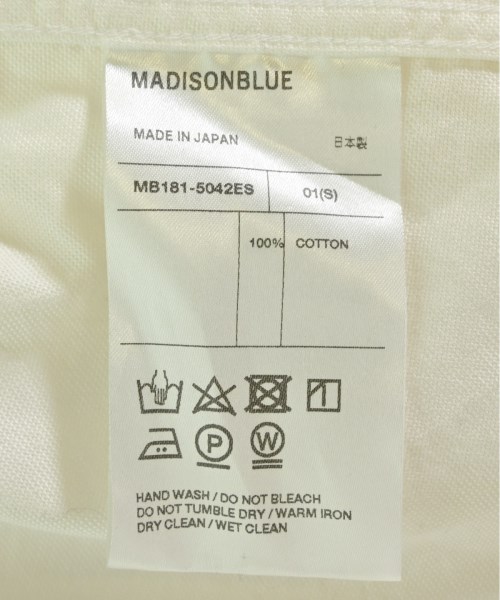 MADISONBLUE
MADE IN JAPAN 日本製
MB181-5042ES 01(S)
100% COTTON
P W
HAND WASH / DO NOT BLEACH
DO NOT TUMBLE DRY / WARM IRON
DRY CLEAN / WET CLEAN